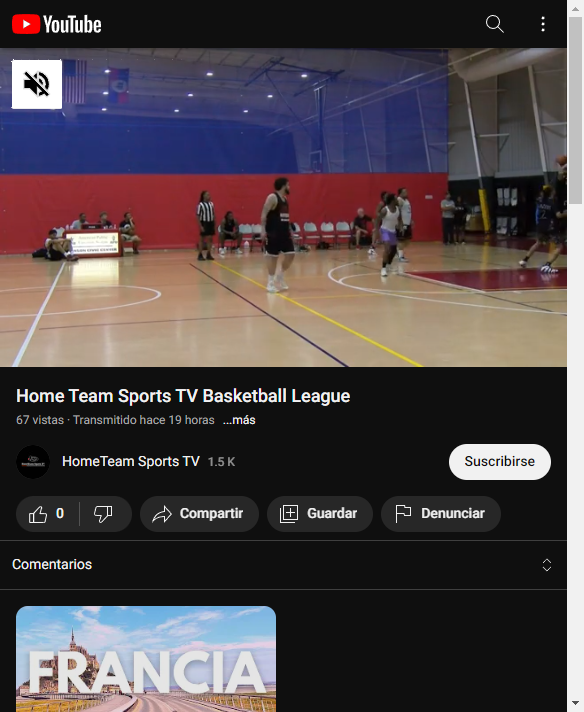 YouTube
Home Team Sports TV Basketball League
67 vistas · Transmitido hace 19 horas ...más
HomeTeam Sports TV 1.5 K
Suscribirse
0 Compartir Guardar Denunciar
Comentarios
FRANCIA